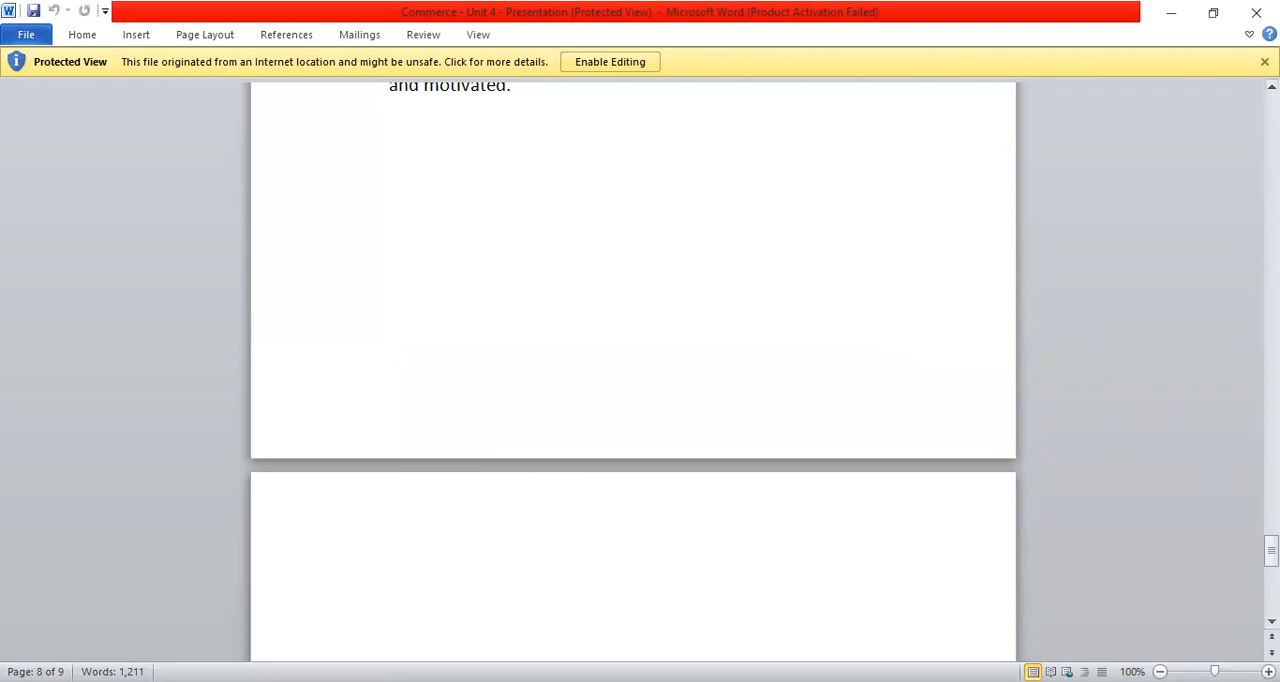 Commerce - Unit 4 - Presentation (Protected View) - Microsoft Word (Product Activation Failed)
File Home Insert Page Layout References Mailings Review View
Protected View This file originated from an Internet location and might be unsafe. Click for more details. Enable Editing
and motivated.
Page: 8 of 9 Words: 1,211 100%